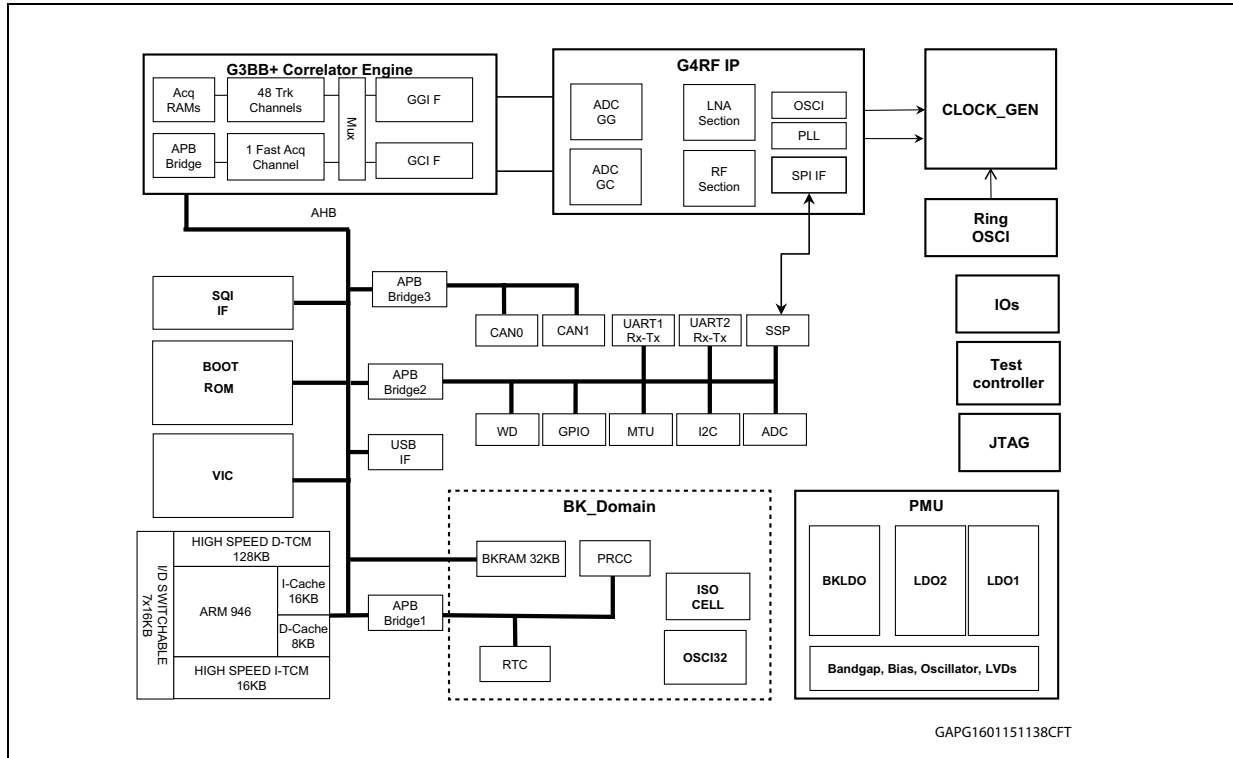 G3BB+ Correlator Engine
Acq
RAMs
48 Trk
Channels
Mux
GGI F
APB
Bridge
1 Fast Acq
Channel
GCI F
G4RF IP
ADC
GG
LNA
Section
OSCI
PLL
ADC
GC
RF
Section
SPI IF
CLOCK_GEN
Ring
OSCI
AHB
SQI
IF
APB
Bridge3
CAN0
CAN1
UART1
Rx-Tx
UART2
Rx-Tx
SSP
IOs
BOOT
ROM
APB
Bridge2
Test
controller
WD
GPIO
MTU
I2C
ADC
JTAG
VIC
USB
IF
BK_Domain
PMU
I/D SWITCHABLE
7x16KB
HIGH SPEED D-TCM
128KB
ARM 946
I-Cache
16KB
D-Cache
8KB
HIGH SPEED I-TCM
16KB
BKRAM 32KB
PRCC
APB
Bridge1
RTC
ISO
CELL
OSCI32
BKLDO
LDO2
LDO1
Bandgap, Bias, Oscillator, LVDs
GAPG1601151138CFT